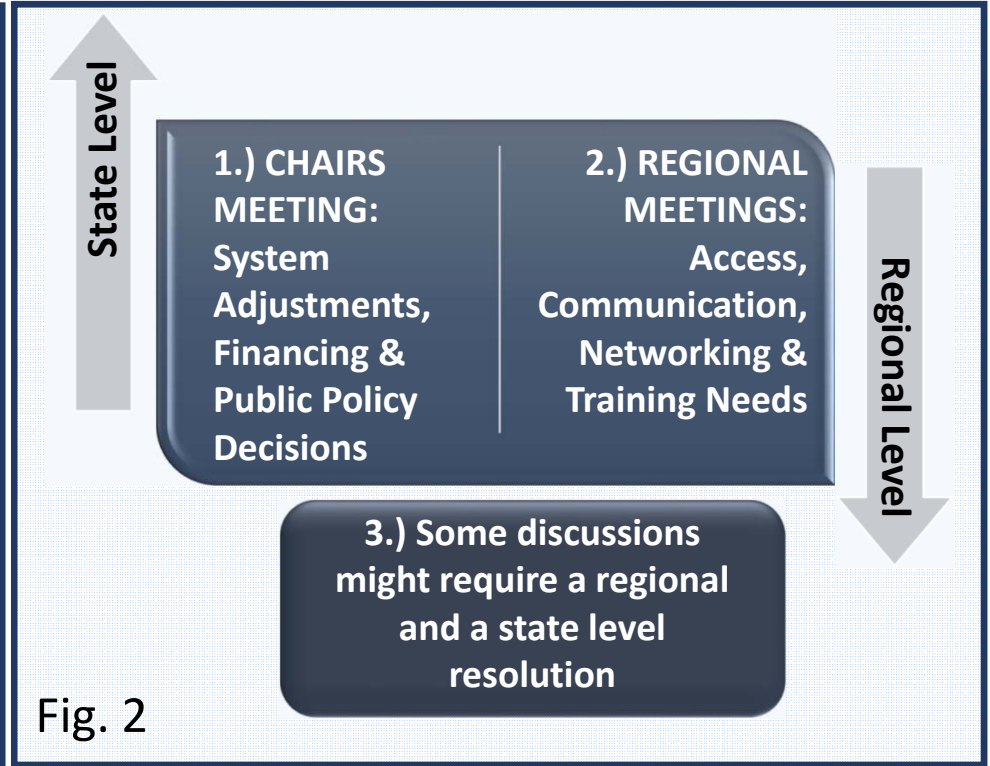 State Level
1.) CHAIRS
MEETING:
System
Adjustments,
Financing &
Public Policy
Decisions
2.) REGIONAL
MEETINGS:
Access,
Communication,
Networking &
Training Needs
Regional Level
3.) Some discussions
might require a regional
and a state level
resolution
Fig. 2